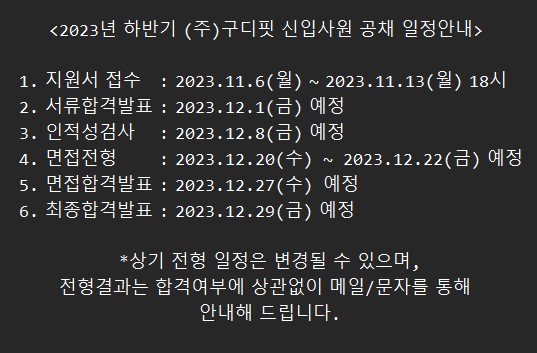 <2023년 하반기 (주)구디핏 신입사원 공채 일정안내>
1. 지원서 접수 : 2023.11.6(월) ~ 2023.11.13(월) 18시
2. 서류합격발표 : 2023.12.1(금) 예정
3. 인적성검사 : 2023.12.8(금) 예정
4. 면접전형 : 2023.12.20(수) ~ 2023.12.22(금) 예정
5. 면접합격발표 : 2023.12.27(수) 예정
6. 최종합격발표 : 2023.12.29(금) 예정
*상기 전형 일정은 변경될 수 있으며,
전형결과는 합격여부에 상관없이 메일/문자를 통해
안내해 드립니다.